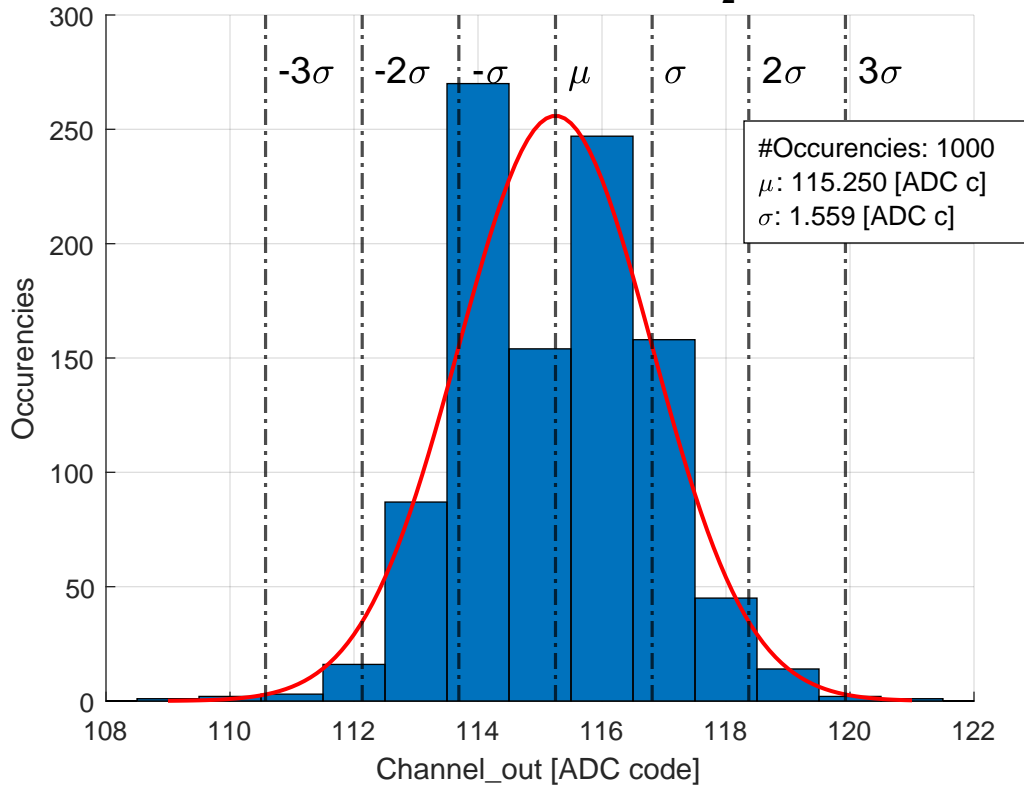 2
300
250
200
150
100
50
0
-3σ
-2σ
-σ
μ
σ
2σ
3σ
#Occurencies: 1000
μ: 115.250 [ADC c]
σ: 1.559 [ADC c]
Occurencies
108
110
112
114
116
118
120
122
Channel_out [ADC code]